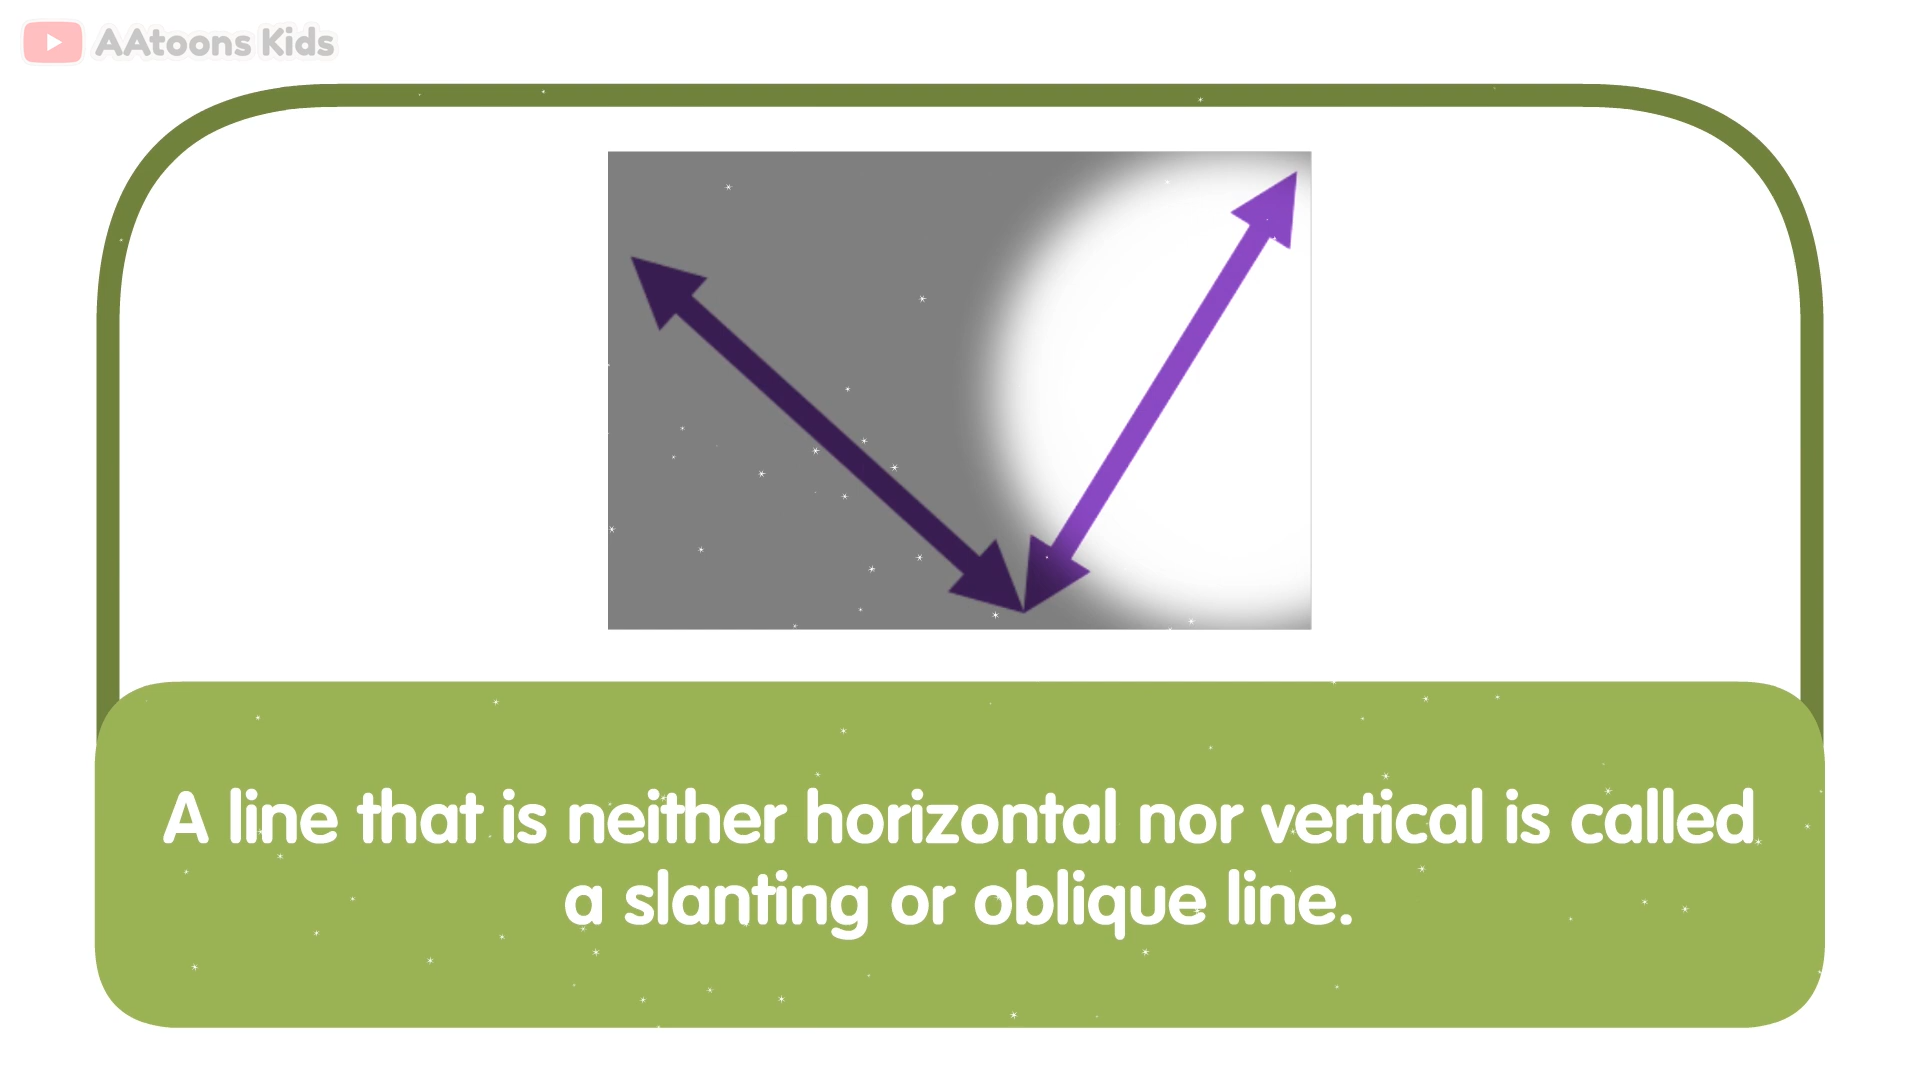 AAtoons Kids
A line that is neither horizontal nor vertical is called
a slanting or oblique line.